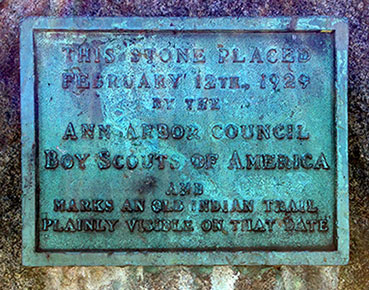 THIS STONE PLACED
FEBRUARY 12TH, 1929
BY THE
ANN ARBOR COUNCIL
BOY SCOUTS OF AMERICA
AND
MARKS AN OLD INDIAN TRAIL
PLAINLY VISIBLE ON THAT DATE